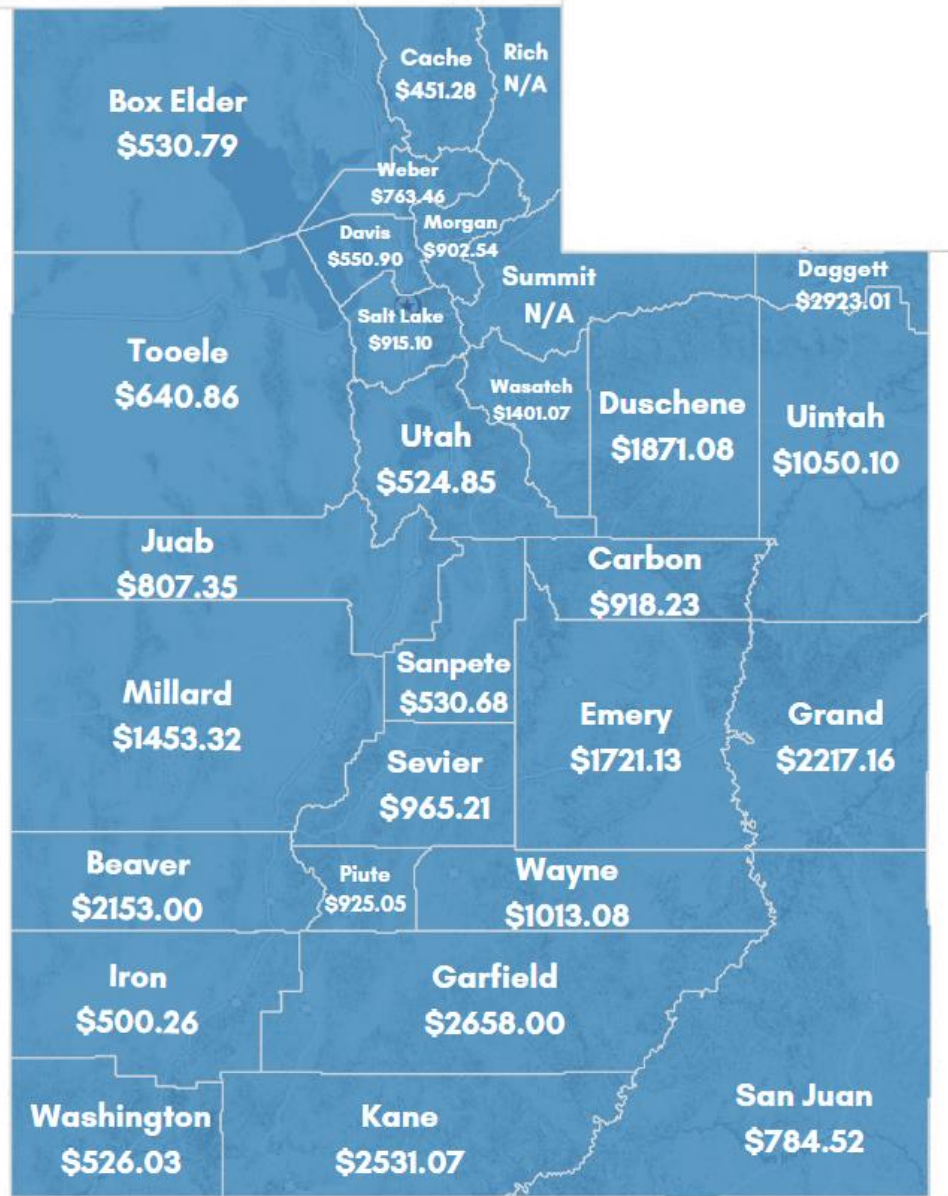 Cache
$451.28
Rich
N/A
Box Elder
$530.79
Weber
$763.46
Davis
$550.90
Morgan
$902.54
Summit
N/A
Daggett
$2923.01
Salt Lake
$915.10
Tooele
$640.86
Wasatch
$1401.07
Duschene
$1871.08
Uintah
$1050.10
Utah
$524.85
Juab
$807.35
Carbon
$918.23
Sanpete
$530.68
Millard
$1453.32
Emery
$1721.13
Grand
$2217.16
Sevier
$965.21
Beaver
$2153.00
Piute
$925.05
Wayne
$1013.08
Iron
$500.26
Garfield
$2658.00
Washington
$526.03
Kane
$2531.07
San Juan
$784.52